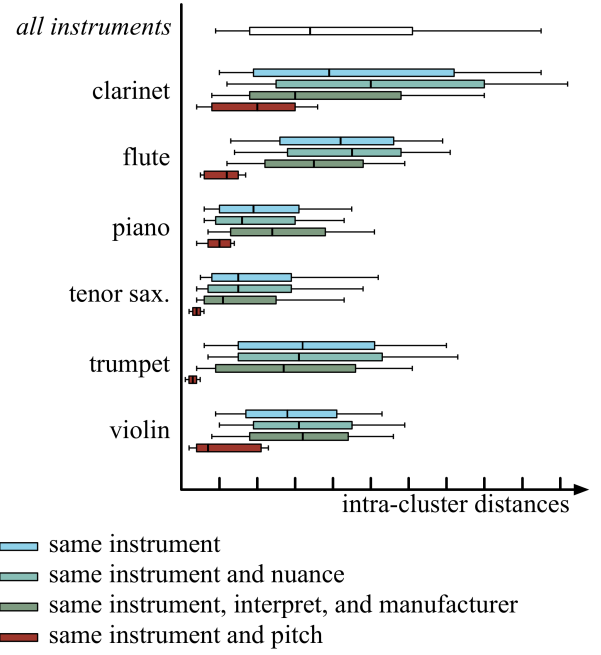 all instruments
clarinet
flute
piano
tenor sax.
trumpet
violin
intra-cluster distances
same instrument
same instrument and nuance
same instrument, interpret, and manufacturer
same instrument and pitch